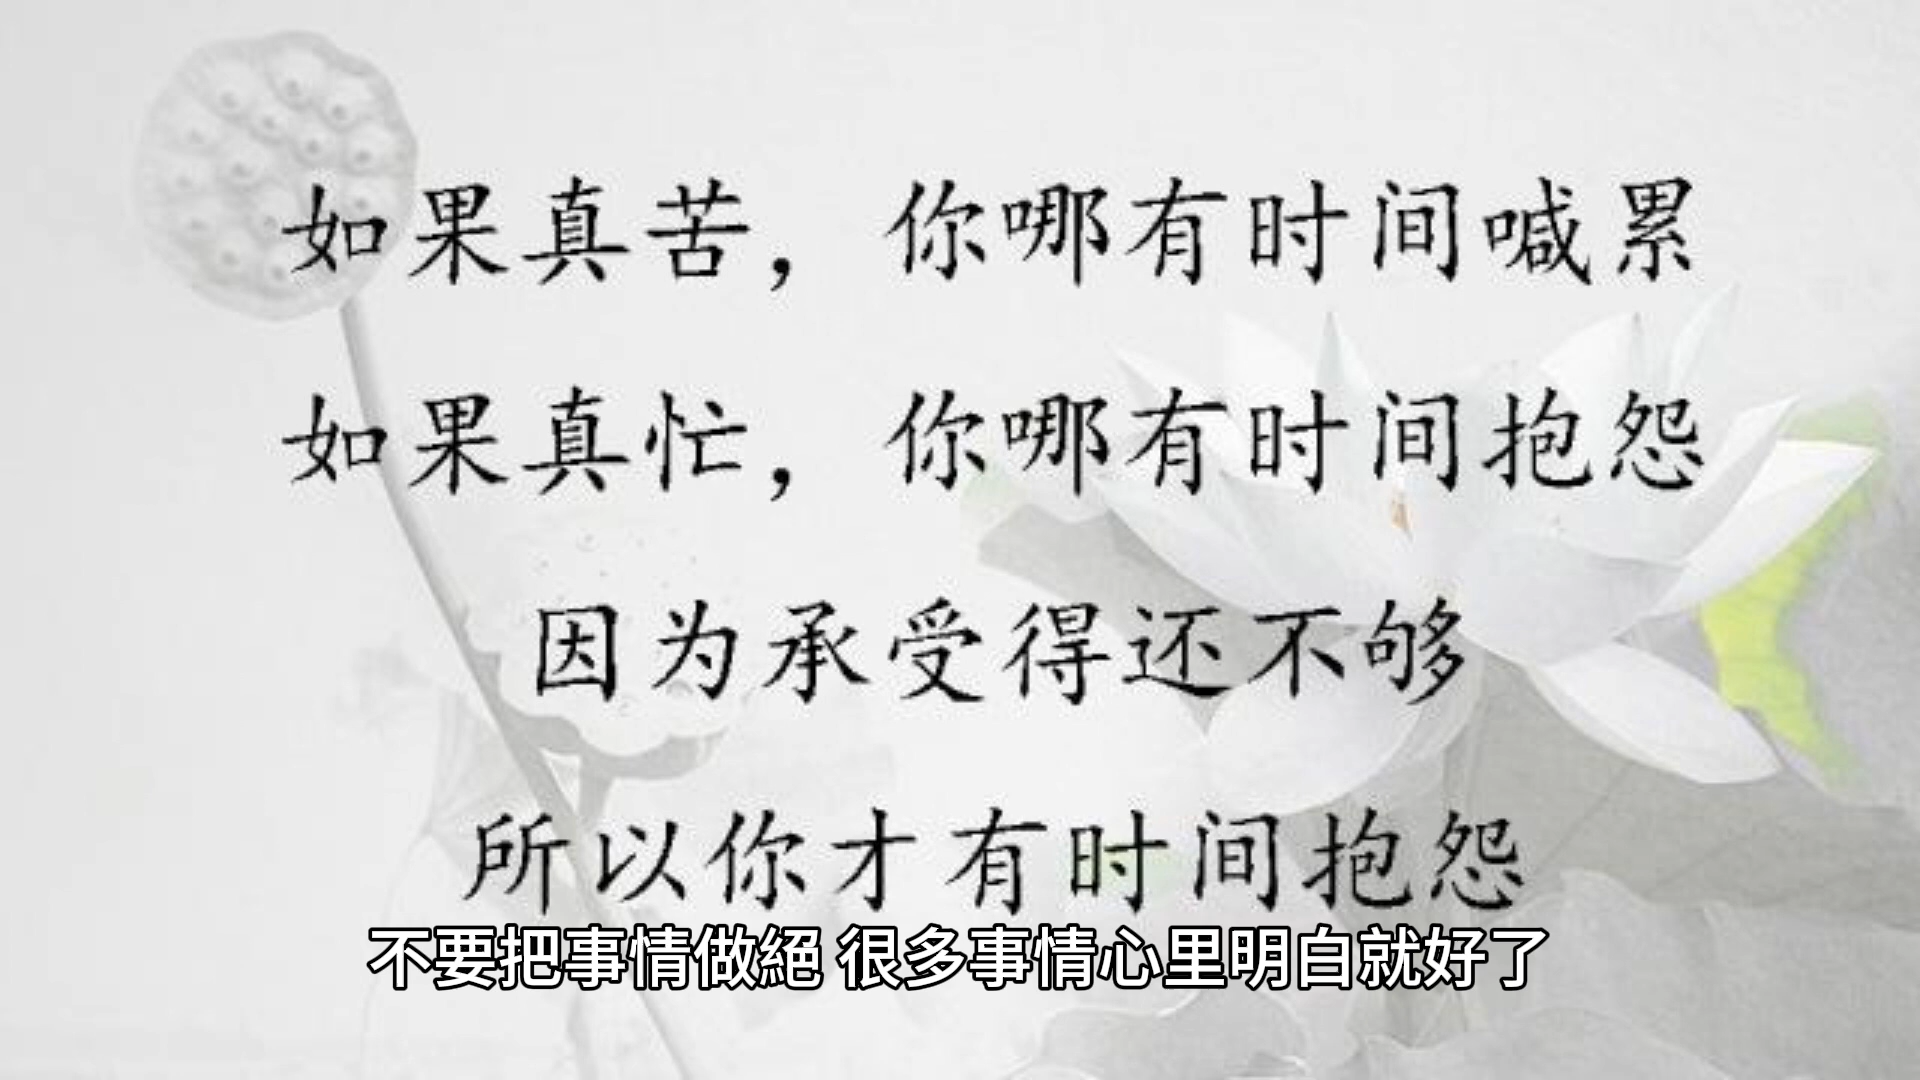 如果真苦，你哪有时间喊累
如果真忙，你哪有时间抱怨
因为承受得还不够
所以你才有时间抱怨
不要把事情做絕 很多事情心里明白就好了